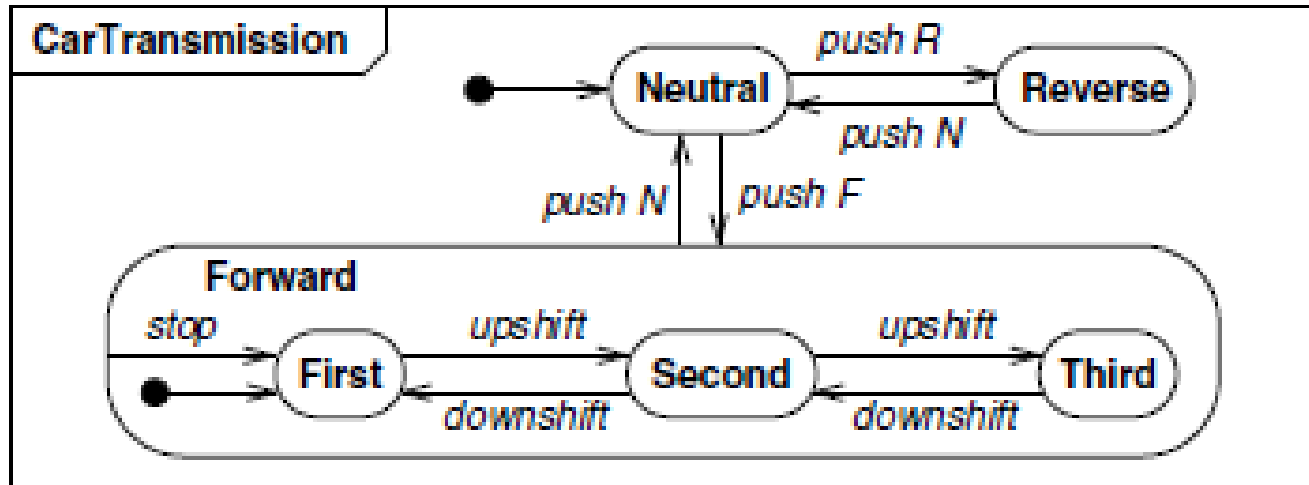 CarTransmission
push R
Neutral
Reverse
push N
push N
push F
Forward
stop
upshift
upshift
First
Second
Third
downshift
downshift